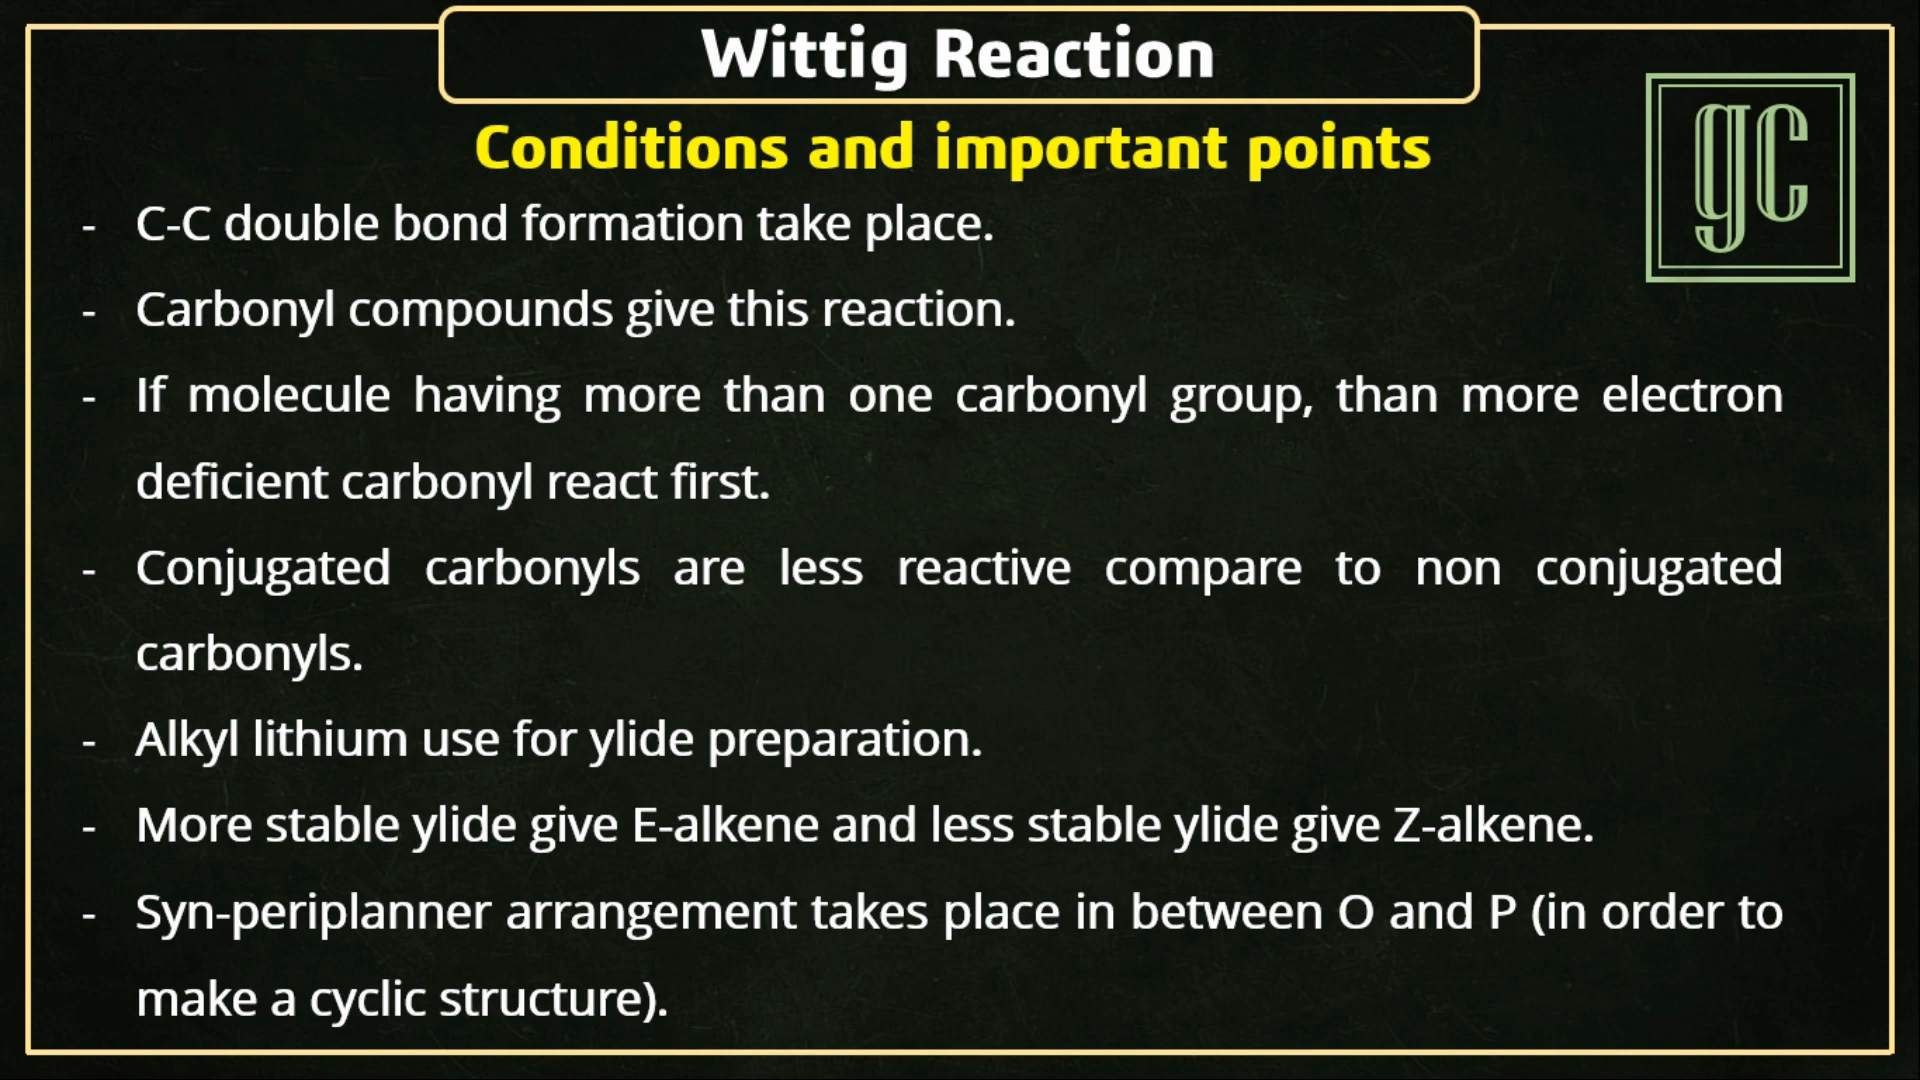 Wittig Reaction
Conditions and important points
gc
- C-C double bond formation take place.
- Carbonyl compounds give this reaction.
- If molecule having more than one carbonyl group, than more electron
deficient carbonyl react first.
- Conjugated carbonyls are less reactive compare to non conjugated
carbonyls.
- Alkyl lithium use for ylide preparation.
- More stable ylide give E-alkene and less stable ylide give Z-alkene.
- Syn-periplanner arrangement takes place in between O and P (in order to
make a cyclic structure).